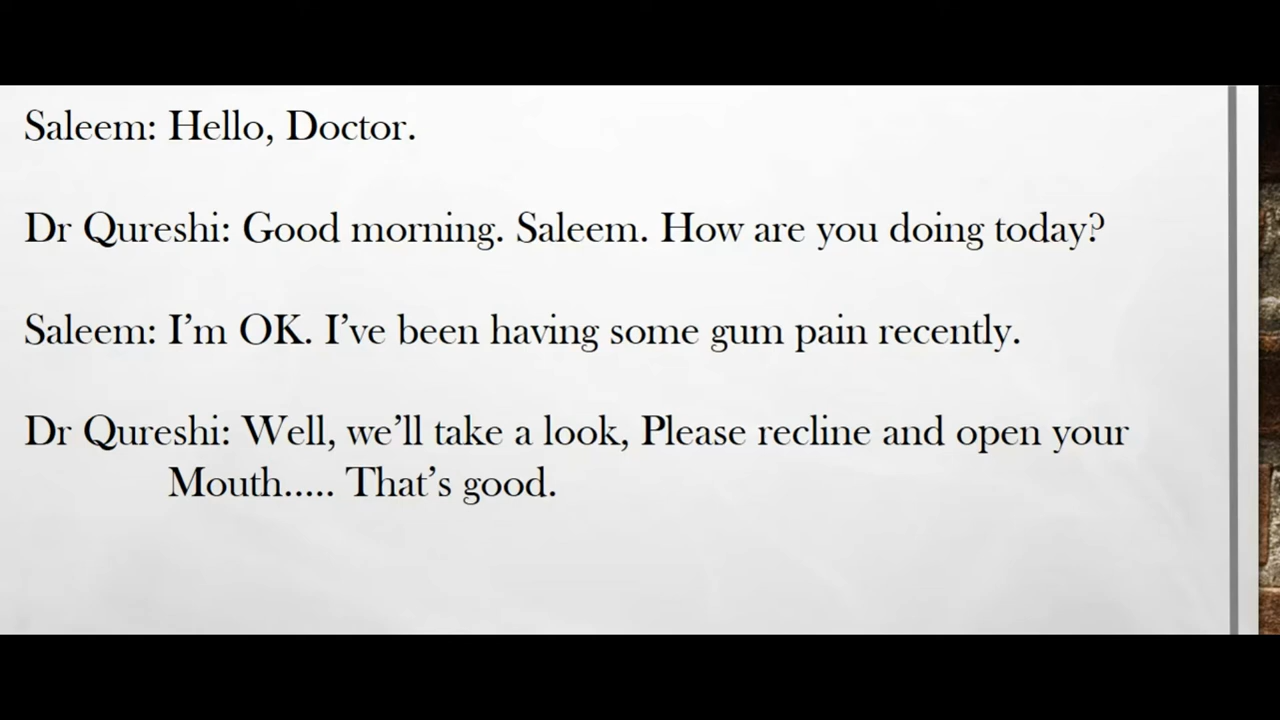 Saleem: Hello, Doctor.
Dr Qureshi: Good morning. Saleem. How are you doing today?
Saleem: I’m OK. I’ve been having some gum pain recently.
Dr Qureshi: Well, we’ll take a look, Please recline and open your
Mouth..... That’s good.